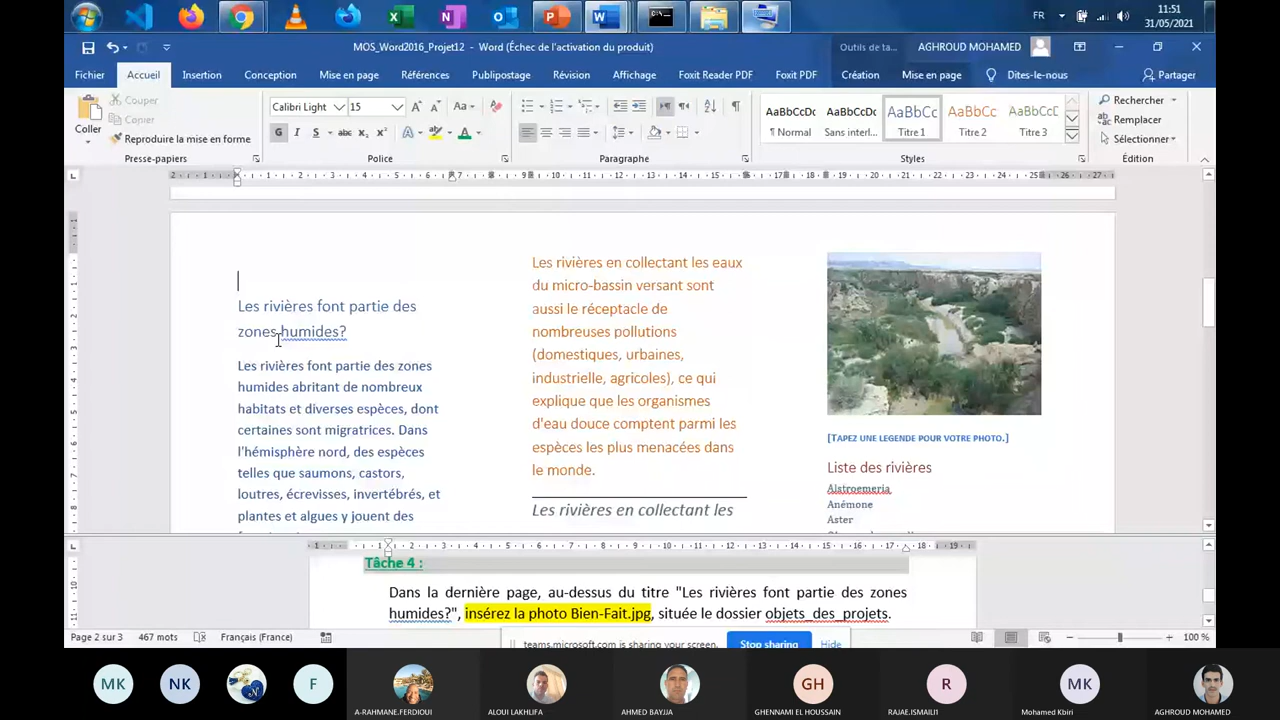 FR
11:51
31/05/2021
MOS_Word2016_Projet12 - Word (Échec de l'activation du produit)
Outils de ta...
AGHROUD MOHAMED
Fichier Accueil Insertion Conception Mise en page Références Publipostage Révision Affichage Foxit Reader PDF Foxit PDF Création Mise en page Dites-le-nous Partager
Coller
Couper
Copier
Reproduire la mise en forme
Presse-papiers
Calibri Light 15
G I S abc x₂ x²
Police
Paragraphe
AaBbCcDc AaBbCcDc AaBbCc AaBbCc AaBbCcD
¶ Normal Sans interl... Titre 1 Titre 2 Titre 3
Styles
Rechercher
Remplacer
Sélectionner
Édition
Les rivières font partie des
zones humides?
Les rivières font partie des zones
humides abritant de nombreux
habitats et diverses espèces, dont
certaines sont migratrices. Dans
l'hémisphère nord, des espèces
telles que saumons, castors,
loutres, écrevisses, invertébrés, et
plantes et algues y jouent des
Les rivières en collectant les eaux
du micro-bassin versant sont
aussi le réceptacle de
nombreuses pollutions
(domestiques, urbaines,
industrielle, agricoles), ce qui
explique que les organismes
d'eau douce comptent parmi les
espèces les plus menacées dans
le monde.
Les rivières en collectant les
[TAPEZ UNE LEGENDE POUR VOTRE PHOTO.]
Liste des rivières
Alstroemeria
Anémone
Aster
Tâche 4 :
Dans la dernière page, au-dessus du titre "Les rivières font partie des zones
humides?", insérez la photo Bien-Fait.jpg, située le dossier objets_des_projets.
Page 2 sur 3 467 mots Français (France) 100 %
teams.microsoft.com is sharing your screen. Stop sharing Hide
MK NK F GH R MK
A-RAHMANE.FERDIOUI ALOUI LAKHLIFA AHMED BAYJJA GHENNAMI EL HOUSSAIN RAJAE.ISMAILI1 Mohamed Kbiri AGHROUD MOHAMED